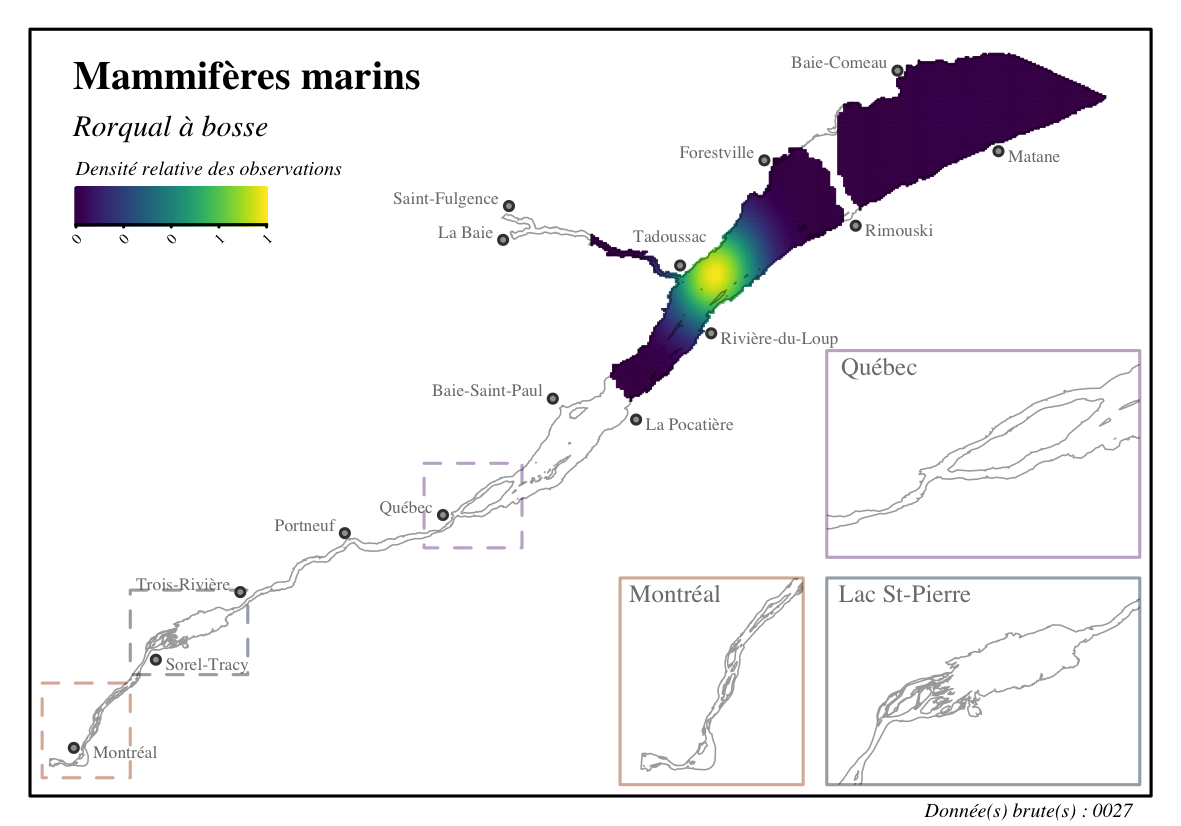 Mammifères marins
Rorqual à bosse
Densité relative des observations
0 0 0 1 1
Baie-Comeau
Forestville
Matane
Saint-Fulgence
La Baie
Tadoussac
Rimouski
Rivière-du-Loup
Baie-Saint-Paul
La Pocatière
Québec
Québec
Portneuf
Trois-Rivière
Montréal
Lac St-Pierre
Sorel-Tracy
Montréal
Donnée(s) brute(s) : 0027